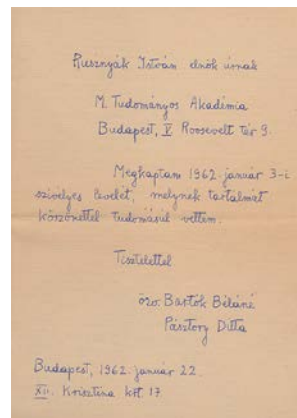 Rusznyák István elnök úrnak
M. Tudományos Akadémia
Budapest, V. Roosevelt tér 9.
Megkaptam 1962. január 3-i
szívélyes levelét, melynek tartalmát
köszönettel tudomásul vettem.
Tisztelettel
özv. Bartók Béláné
Pásztory Ditta
Budapest, 1962. január 22.
XII. Krisztina krt 17.